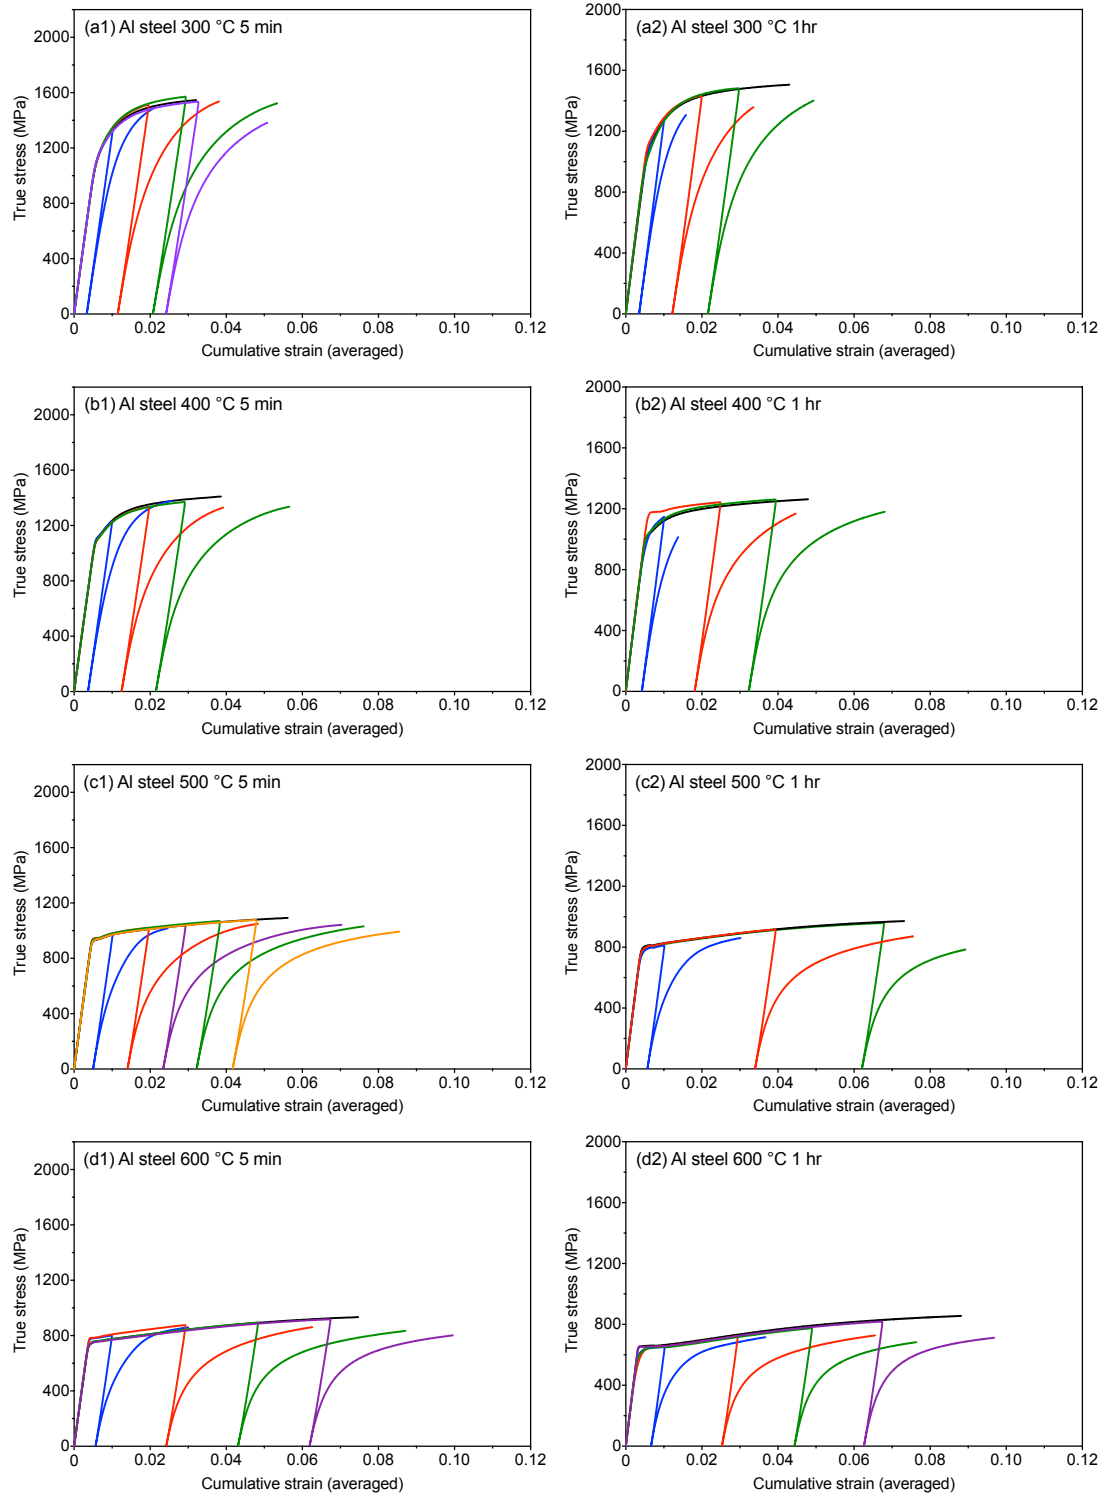 (a1) Al steel 300 °C 5 min
True stress (MPa)
2000
1600
1200
800
400
0
0 0.02 0.04 0.06 0.08 0.10 0.12
Cumulative strain (averaged)
(a2) Al steel 300 °C 1hr
True stress (MPa)
2000
1600
1200
800
400
0
0 0.02 0.04 0.06 0.08 0.10 0.12
Cumulative strain (averaged)
(b1) Al steel 400 °C 5 min
True stress (MPa)
2000
1600
1200
800
400
0
0 0.02 0.04 0.06 0.08 0.10 0.12
Cumulative strain (averaged)
(b2) Al steel 400 °C 1 hr
True stress (MPa)
2000
1600
1200
800
400
0
0 0.02 0.04 0.06 0.08 0.10 0.12
Cumulative strain (averaged)
(c1) Al steel 500 °C 5 min
True stress (MPa)
2000
1600
1200
800
400
0
0 0.02 0.04 0.06 0.08 0.10 0.12
Cumulative strain (averaged)
(c2) Al steel 500 °C 1 hr
True stress (MPa)
2000
1600
1200
800
400
0
0 0.02 0.04 0.06 0.08 0.10 0.12
Cumulative strain (averaged)
(d1) Al steel 600 °C 5 min
True stress (MPa)
2000
1600
1200
800
400
0
0 0.02 0.04 0.06 0.08 0.10 0.12
Cumulative strain (averaged)
(d2) Al steel 600 °C 1 hr
True stress (MPa)
2000
1600
1200
800
400
0
0 0.02 0.04 0.06 0.08 0.10 0.12
Cumulative strain (averaged)